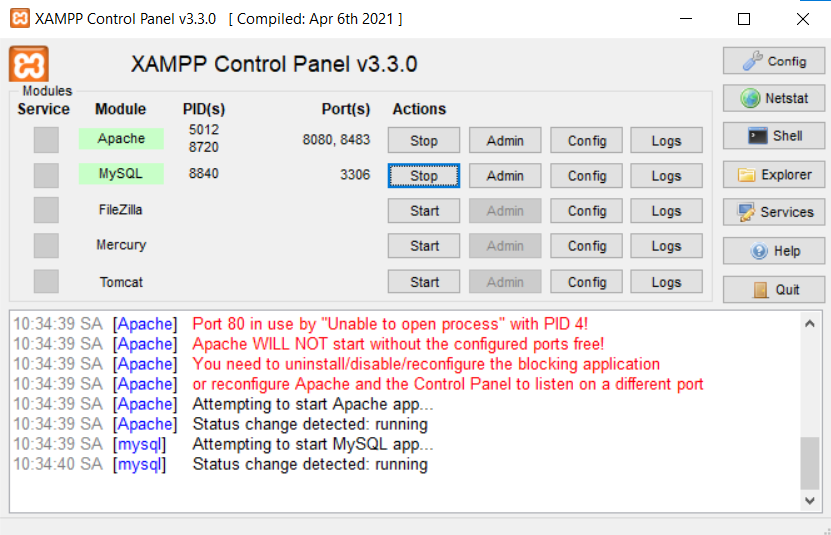 XAMPP Control Panel v3.3.0 [ Compiled: Apr 6th 2021 ]
XAMPP Control Panel v3.3.0
Modules
Service Module PID(s) Port(s) Actions
Apache 5012 8720 8080, 8483 Stop Admin Config Logs
MySQL 8840 3306 Stop Admin Config Logs
FileZilla Start Admin Config Logs
Mercury Start Admin Config Logs
Tomcat Start Admin Config Logs
Config
Netstat
Shell
Explorer
Services
Help
Quit
10:34:39 SA [Apache] Port 80 in use by "Unable to open process" with PID 4!
10:34:39 SA [Apache] Apache WILL NOT start without the configured ports free!
10:34:39 SA [Apache] You need to uninstall/disable/reconfigure the blocking application
10:34:39 SA [Apache] or reconfigure Apache and the Control Panel to listen on a different port
10:34:39 SA [Apache] Attempting to start Apache app...
10:34:39 SA [Apache] Status change detected: running
10:34:39 SA [mysql] Attempting to start MySQL app...
10:34:40 SA [mysql] Status change detected: running